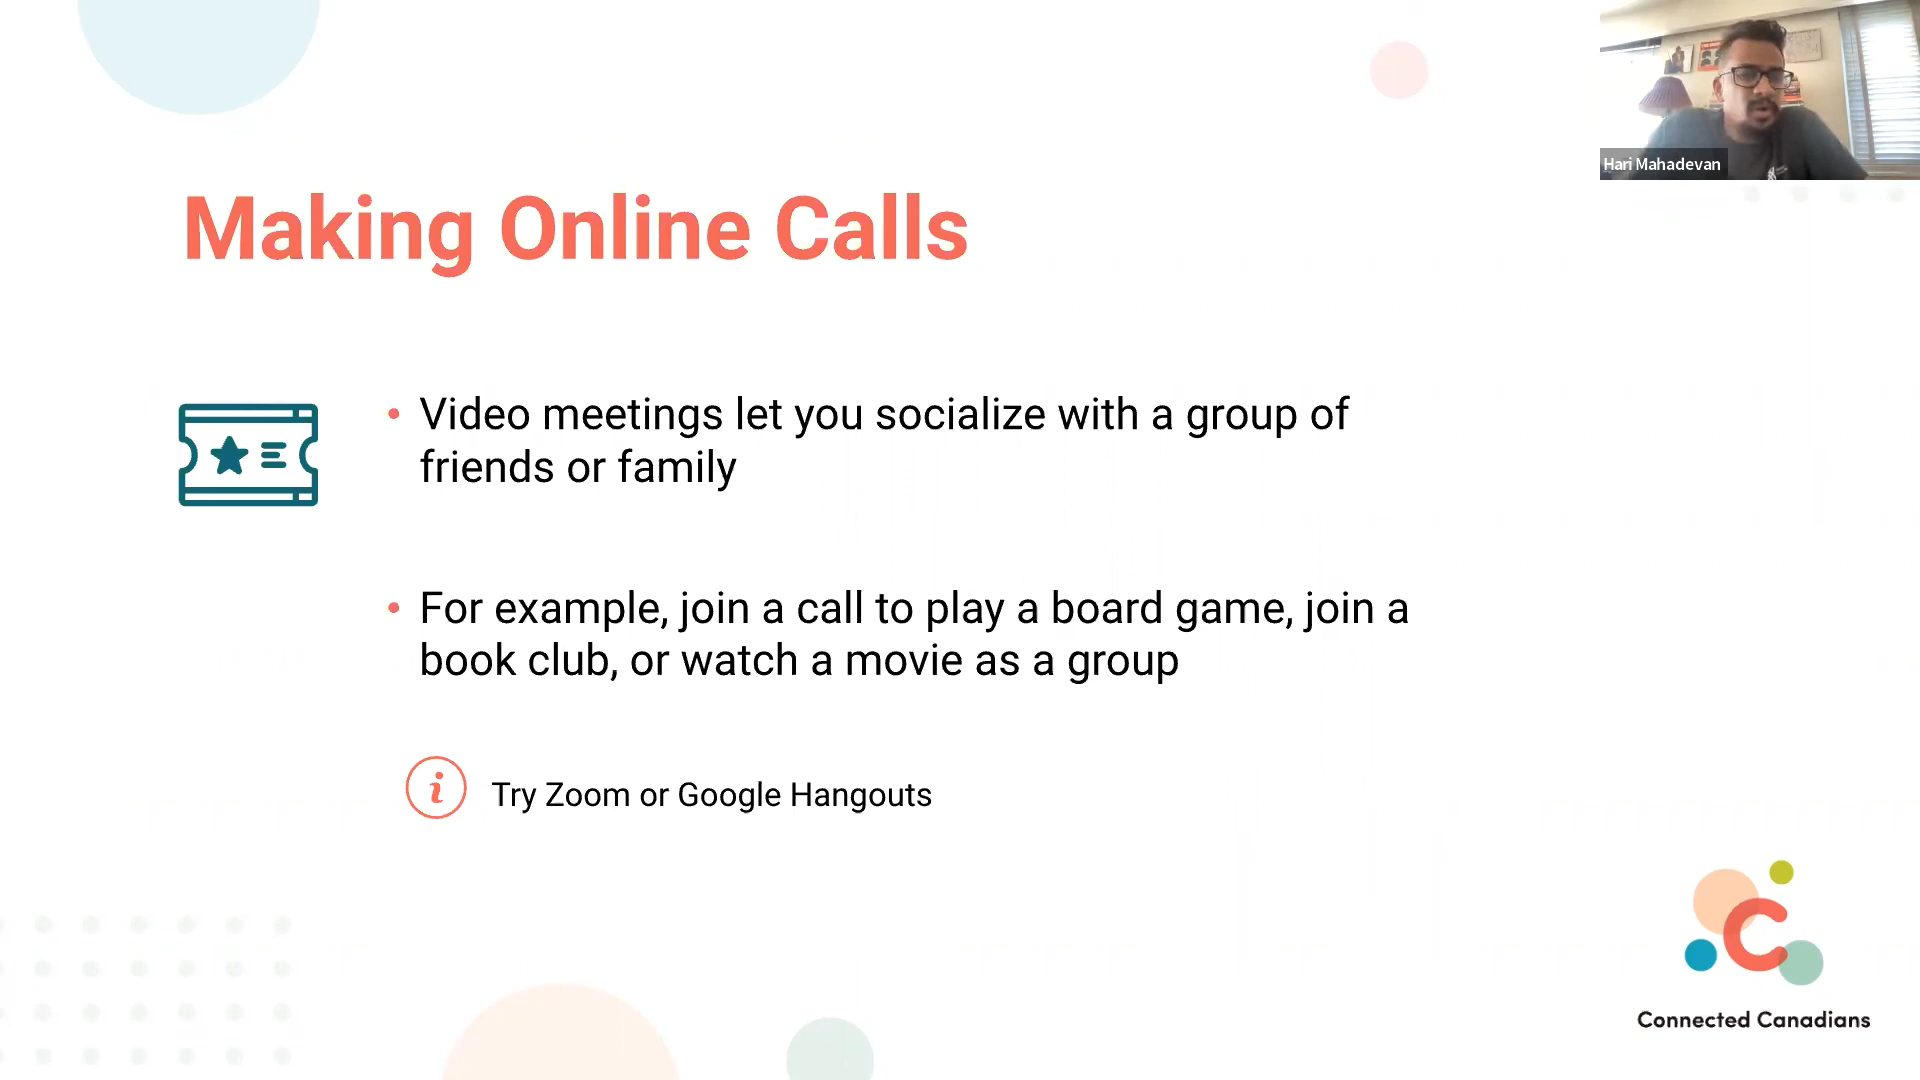 Hari Mahadevan
Making Online Calls
• Video meetings let you socialize with a group of
friends or family
• For example, join a call to play a board game, join a
book club, or watch a movie as a group
i Try Zoom or Google Hangouts
Connected Canadians